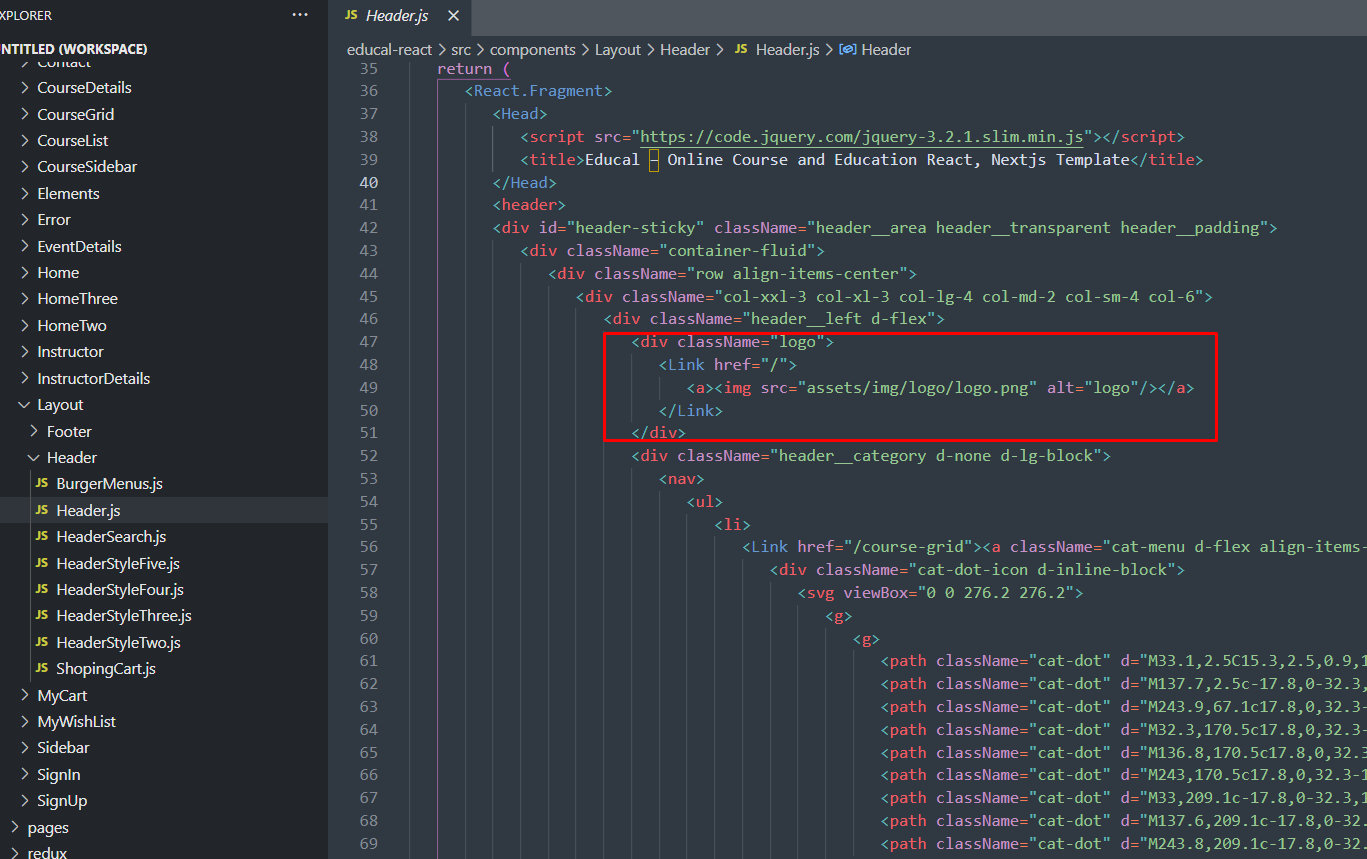 XPLORER ···
NTITLED (WORKSPACE)
Contact
CourseDetails
CourseGrid
CourseList
CourseSidebar
Elements
Error
EventDetails
Home
HomeThree
HomeTwo
Instructor
InstructorDetails
Layout
Footer
Header
JS BurgerMenus.js
JS Header.js
JS HeaderSearch.js
JS HeaderStyleFive.js
JS HeaderStyleFour.js
JS HeaderStyleThree.js
JS HeaderStyleTwo.js
JS ShopingCart.js
MyCart
MyWishList
Sidebar
SignIn
SignUp
pages
redux
JS Header.js
educal-react > src > components > Layout > Header > JS Header.js > Header
35 return (
36 <React.Fragment>
37 <Head>
38 <script src="https://code.jquery.com/jquery-3.2.1.slim.min.js"></script>
39 <title>Educal – Online Course and Education React, Nextjs Template</title>
40 </Head>
41 <header>
42 <div id="header-sticky" className="header__area header__transparent header__padding">
43 <div className="container-fluid">
44 <div className="row align-items-center">
45 <div className="col-xxl-3 col-xl-3 col-lg-4 col-md-2 col-sm-4 col-6">
46 <div className="header__left d-flex">
47 <div className="logo">
48 <Link href="/">
49 <a><img src="assets/img/logo/logo.png" alt="logo"/></a>
50 </Link>
51 </div>
52 <div className="header__category d-none d-lg-block">
53 <nav>
54 <ul>
55 <li>
56 <Link href="/course-grid"><a className="cat-menu d-flex align-items-
57 <div className="cat-dot-icon d-inline-block">
58 <svg viewBox="0 0 276.2 276.2">
59 <g>
60 <g>
61 <path className="cat-dot" d="M33.1,2.5C15.3,2.5,0.9,1
62 <path className="cat-dot" d="M137.7,2.5c-17.8,0-32.3,
63 <path className="cat-dot" d="M243.9,67.1c17.8,0,32.3-
64 <path className="cat-dot" d="M32.3,170.5c17.8,0,32.3-
65 <path className="cat-dot" d="M136.8,170.5c17.8,0,32.3
66 <path className="cat-dot" d="M243,170.5c17.8,0,32.3-1
67 <path className="cat-dot" d="M33,209.1c-17.8,0-32.3,1
68 <path className="cat-dot" d="M137.6,209.1c-17.8,0-32.
69 <path className="cat-dot" d="M243.8,209.1c-17.8,0-32.